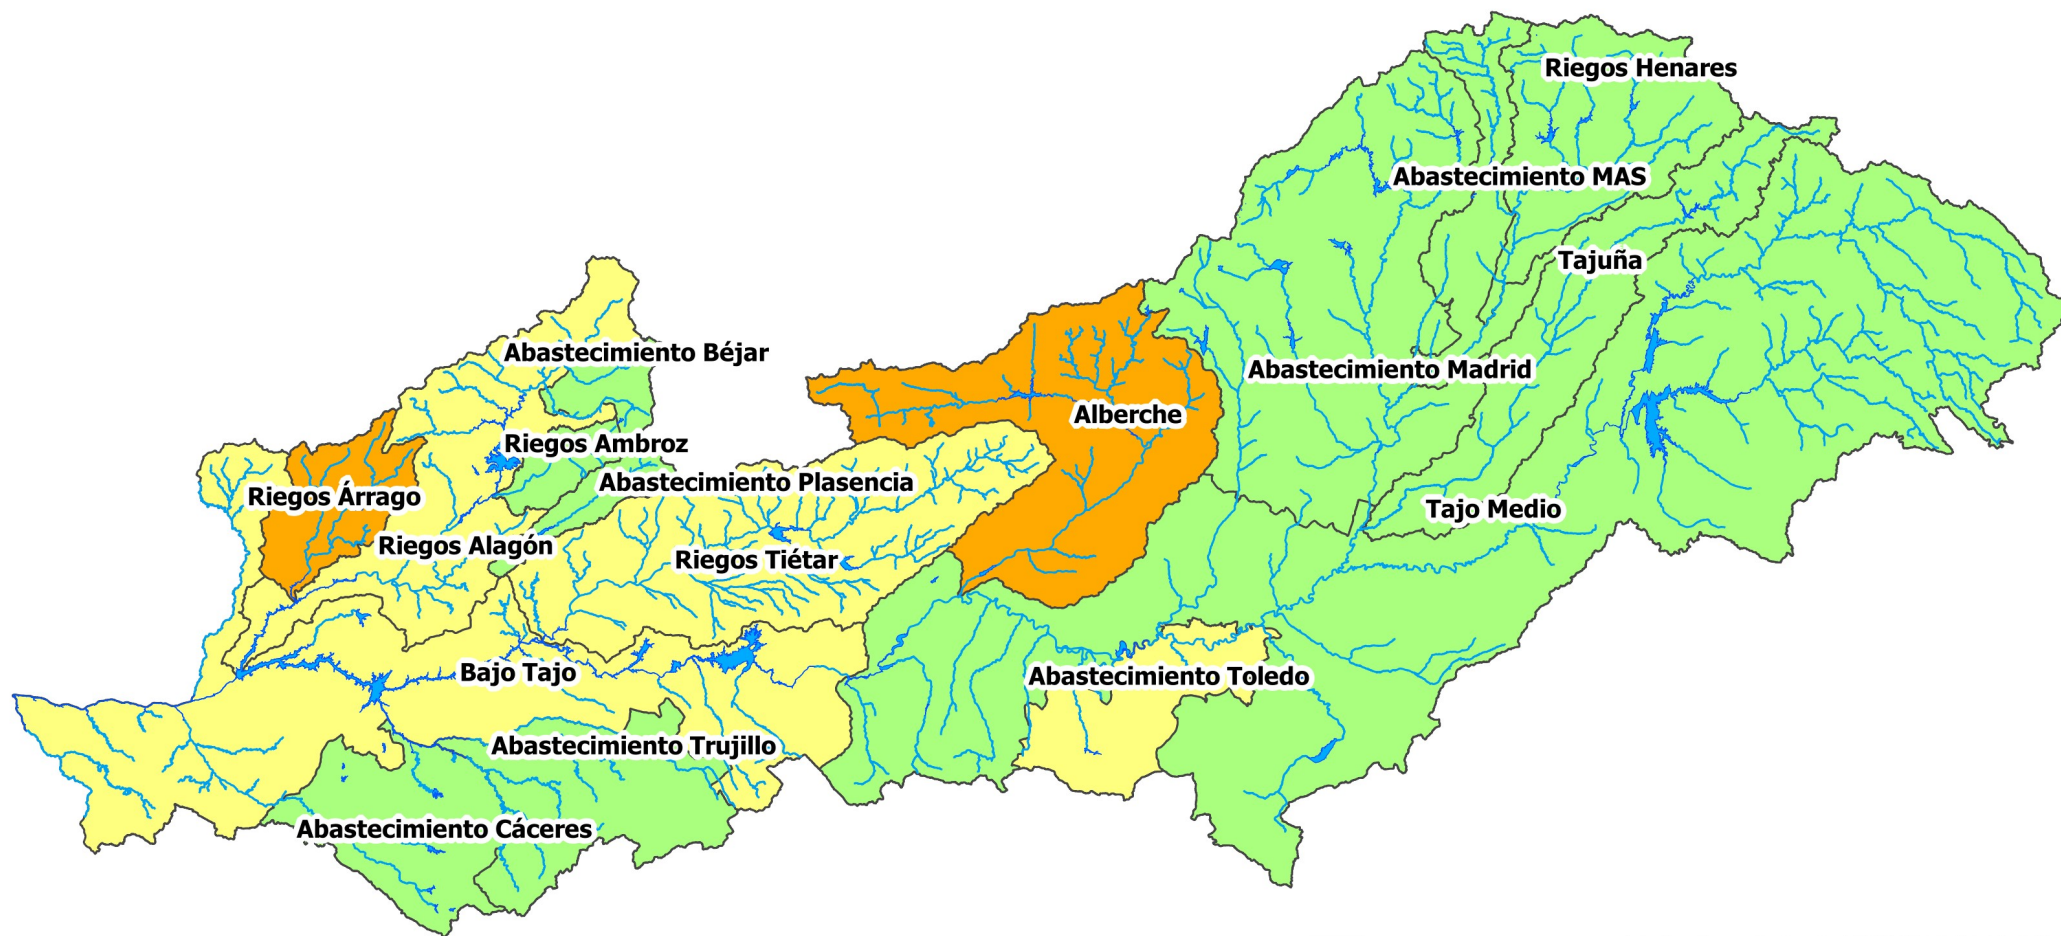 Riegos Henares
Abastecimiento MAS
Tajuña
Abastecimiento Béjar
Abastecimiento Madrid
Alberche
Riegos Ambroz
Abastecimiento Plasencia
Riegos Árrago
Tajo Medio
Riegos Alagón
Riegos Tiétar
Bajo Tajo
Abastecimiento Toledo
Abastecimiento Trujillo
Abastecimiento Cáceres